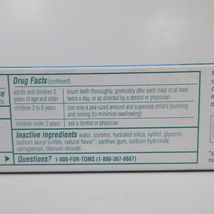 Drug Facts (continued)
adults and children 2 years of age and older
brush teeth thoroughly, preferably after each meal or at least twice a day, or as directed by a dentist or physician
children 2 to 6 years
use only a pea-sized amount and supervise child's brushing and rinsing (to minimize swallowing)
children under 2 years
ask a dentist or physician
Inactive ingredients water, sorbitol, hydrated silica, xylitol, glycerin,
sodium lauryl sulfate, natural flavor*, xanthan gum, sodium hydroxide,
carrageenan, titanium dioxide.
Questions? 1-800-FOR-TOMS (1-800-367-8667)